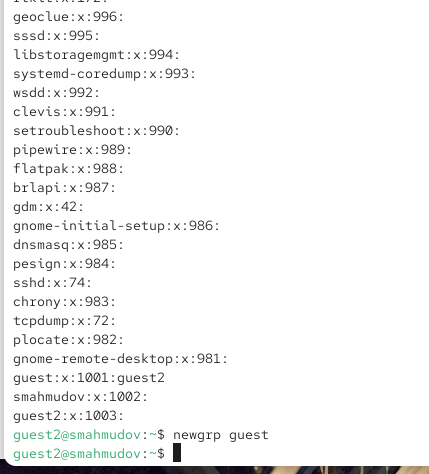 geoclue:x:996:
sssd:x:995:
libstoragemgmt:x:994:
systemd-coredump:x:993:
wsdd:x:992:
clevis:x:991:
setroubleshoot:x:990:
pipewire:x:989:
flatpak:x:988:
brlapi:x:987:
gdm:x:42:
gnome-initial-setup:x:986:
dnsmasq:x:985:
pesign:x:984:
sshd:x:74:
chrony:x:983:
tcpdump:x:72:
plocate:x:982:
gnome-remote-desktop:x:981:
guest:x:1001:guest2
smahmudov:x:1002:
guest2:x:1003:
guest2@smahmudov:~$ newgrp guest
guest2@smahmudov:~$